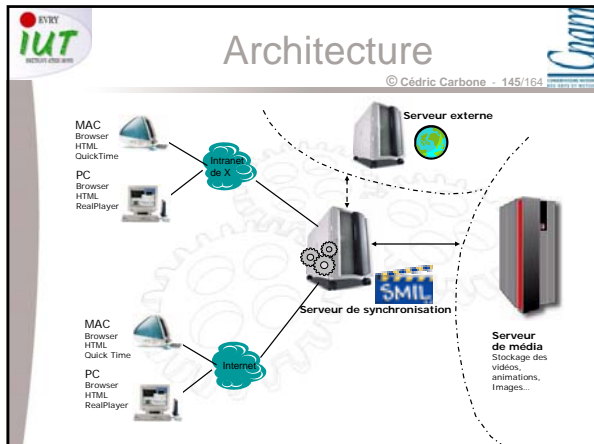 EVRY
IUT
Architecture
Cnam
© Cédric Carbone - 145/164
MAC
Browser
HTML
QuickTime
PC
Browser
HTML
RealPlayer
Intranet
de X
Serveur externe
SMIL
Serveur de synchronisation
Serveur
de média
Stockage des
vidéos,
animations,
Images...
MAC
Browser
HTML
Quick Time
PC
Browser
HTML
RealPlayer
Internet